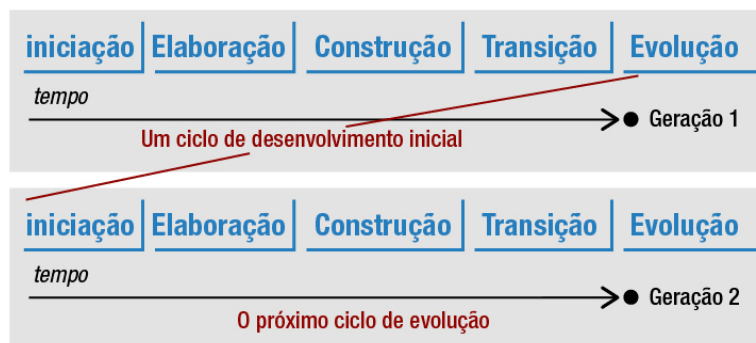 iniciação Elaboração Construção Transição Evolução
tempo
Geração 1
Um ciclo de desenvolvimento inicial
iniciação Elaboração Construção Transição Evolução
tempo
Geração 2
O próximo ciclo de evolução